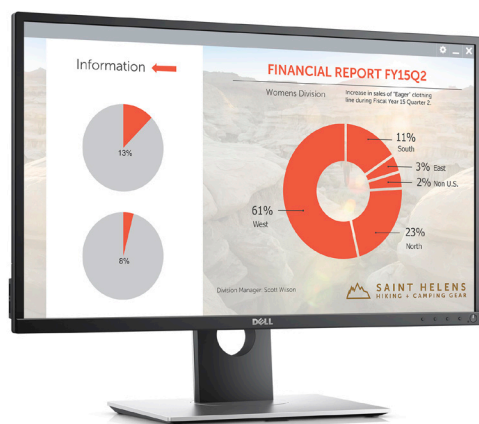 Information
13%
8%
FINANCIAL REPORT FY15Q2
Womens Division
Increase in sales of "Eager" clothing
line during Fiscal Year 15 Quarter 2.
11%
South
3% East
2% Non U.S.
61%
West
23%
North
Division Manager: Scott Wilson
SAINT HELENS
HIKING + CAMPING GEAR
DELL